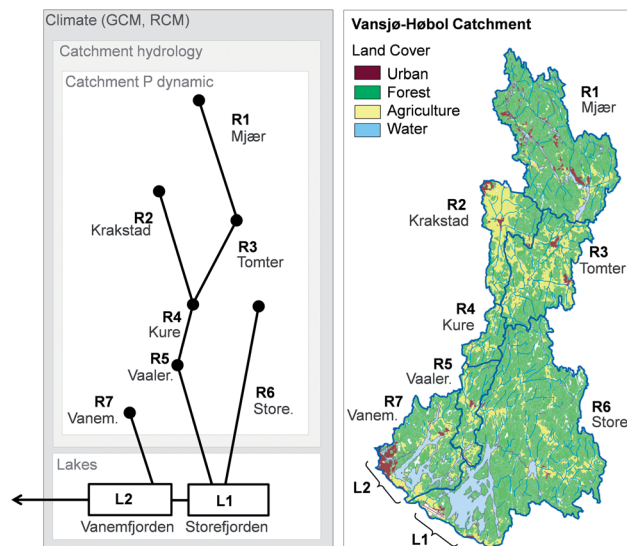 Climate (GCM, RCM)
Catchment hydrology
Catchment P dynamic
R1
Mjær
R2
Krakstad
R3
Tomter
R4
Kure
R5
Vaaler.
R6
Store.
R7
Vanem.
Lakes
L2
L1
Vanemfjorden
Storefjorden
Vansjø-Høbol Catchment
Land Cover
Urban
Forest
Agriculture
Water
R1
Mjær
R2
Krakstad
R3
Tomter
R4
Kure
R5
Vaaler.
R7
Vanem.
R6
Store.
L2
L1